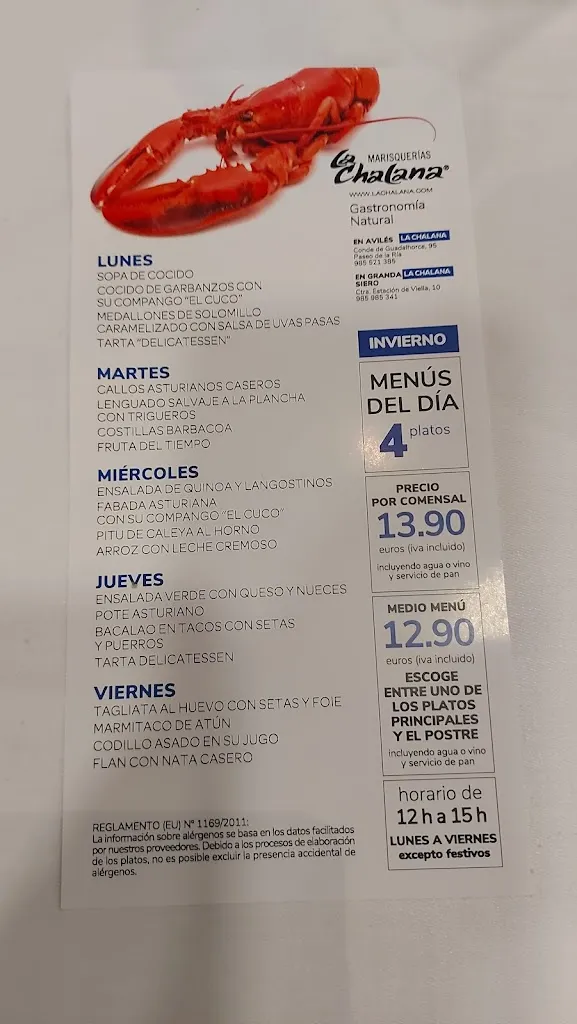 La Chalana®
MARISQUERÍAS
WWW.LACHALANA.COM
Gastronomía
Natural
EN AVILÉS LA CHALANA
Conde de Guadalhorce, 95
Paseo de la Ría
985 521 385
EN GRANDA LA CHALANA
SIERO
Ctra. Estación de Viella, 10
985 985 341
LUNES
SOPA DE COCIDO
COCIDO DE GARBANZOS CON
SU COMPANGO "EL CUCO"
MEDALLONES DE SOLOMILLO
CARAMELIZADO CON SALSA DE UVAS PASAS
TARTA "DELICATESSEN"
MARTES
CALLOS ASTURIANOS CASEROS
LENGUADO SALVAJE A LA PLANCHA
CON TRIGUEROS
COSTILLAS BARBACOA
FRUTA DEL TIEMPO
MIÉRCOLES
ENSALADA DE QUINOA Y LANGOSTINOS
FABADA ASTURIANA
CON SU COMPANGO "EL CUCO"
PITU DE CALEYA AL HORNO
ARROZ CON LECHE CREMOSO
JUEVES
ENSALADA VERDE CON QUESO Y NUECES
POTE ASTURIANO
BACALAO EN TACOS CON SETAS
Y PUERROS
TARTA DELICATESSEN
VIERNES
TAGLIATA AL HUEVO CON SETAS Y FOIE
MARMITACO DE ATÚN
CODILLO ASADO EN SU JUGO
FLAN CON NATA CASERO
REGLAMENTO (EU) Nº 1169/2011:
La información sobre alérgenos se basa en los datos facilitados
por nuestros proveedores. Debido a los procesos de elaboración
de los platos, no es posible excluir la presencia accidental de
alérgenos.
INVIERNO
MENÚS
DEL DÍA
4 platos
PRECIO
POR COMENSAL
13.90
euros (iva incluido)
incluyendo agua o vino
y servicio de pan
MEDIO MENÚ
12.90
euros (iva incluido)
ESCOGE
ENTRE UNO DE
LOS PLATOS
PRINCIPALES
Y EL POSTRE
incluyendo agua o vino
y servicio de pan
horario de
12 h a 15 h
LUNES A VIERNES
excepto festivos